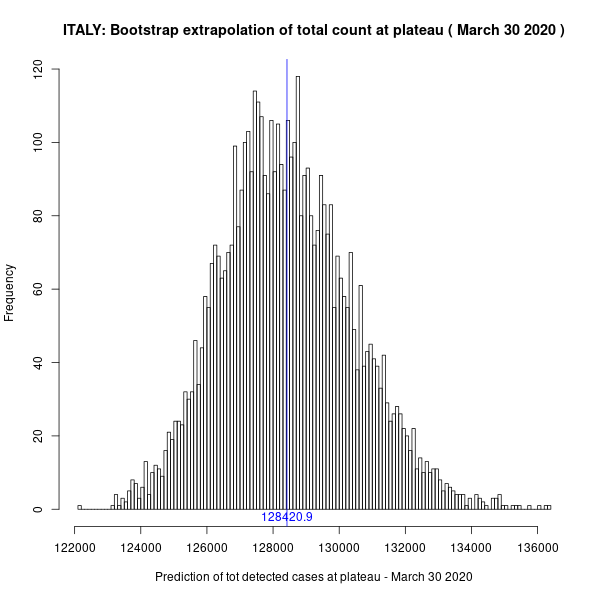 ITALY: Bootstrap extrapolation of total count at plateau ( March 30 2020 )
120
100
80
60
40
20
0
Frequency
128420.9
122000 124000 126000 128000 130000 132000 134000 136000
Prediction of tot detected cases at plateau - March 30 2020